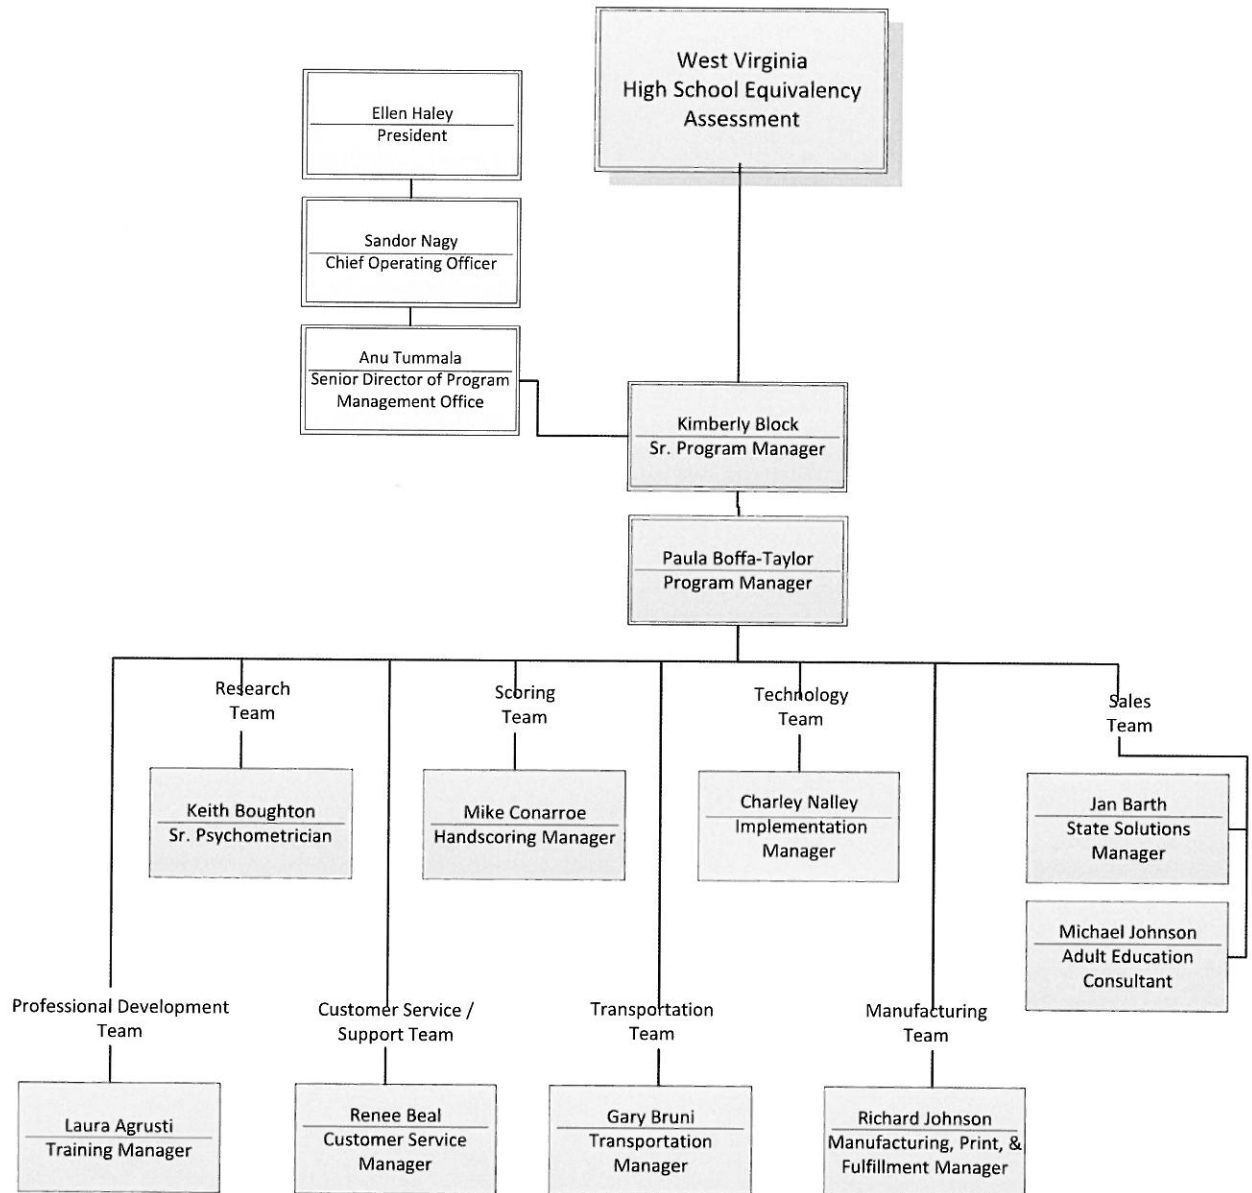 West Virginia
High School Equivalency
Assessment
Ellen Haley
President
Sandor Nagy
Chief Operating Officer
Anu Tummala
Senior Director of Program
Management Office
Kimberly Block
Sr. Program Manager
Paula Boffa-Taylor
Program Manager
Research
Team
Keith Boughton
Sr. Psychometrician
Scoring
Team
Mike Conarroe
Handscoring Manager
Technology
Team
Charley Nalley
Implementation
Manager
Sales
Team
Jan Barth
State Solutions
Manager
Michael Johnson
Adult Education
Consultant
Professional Development
Team
Laura Agrusti
Training Manager
Customer Service /
Support Team
Renee Beal
Customer Service
Manager
Transportation
Team
Gary Bruni
Transportation
Manager
Manufacturing
Team
Richard Johnson
Manufacturing, Print, &
Fulfillment Manager